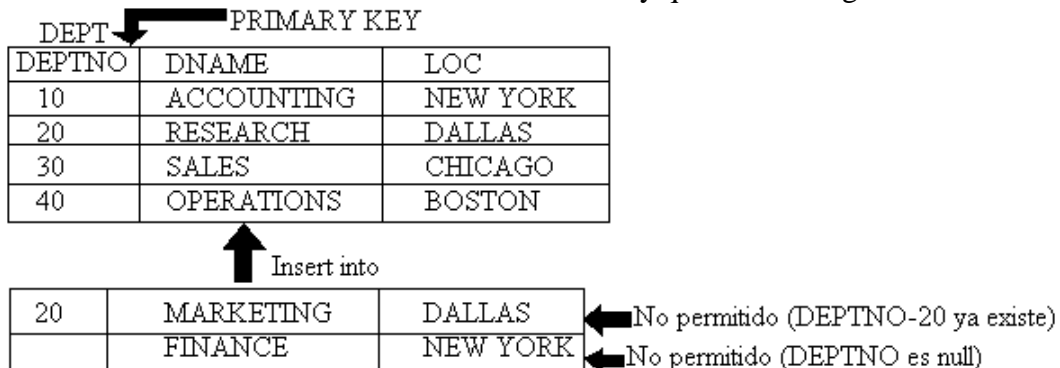 DEPT PRIMARY KEY
DEPTNO DNAME LOC
10 ACCOUNTING NEW YORK
20 RESEARCH DALLAS
30 SALES CHICAGO
40 OPERATIONS BOSTON
Insert into
20 MARKETING DALLAS No permitido (DEPTNO-20 ya existe)
FINANCE NEW YORK No permitido (DEPTNO es null)